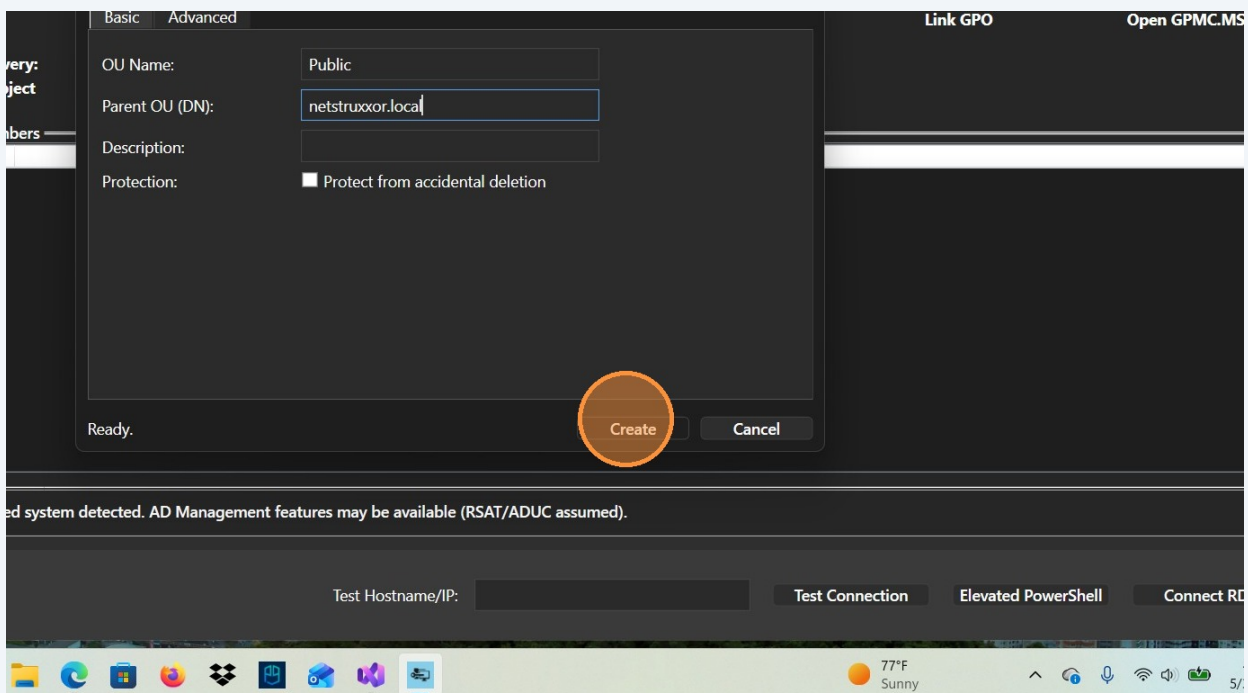 Basic Advanced
Link GPO Open GPMC.MS
very:
OU Name: Public
ject
Parent OU (DN): netstruxxor.local
nbers
Description:
Protection: Protect from accidental deletion
Ready. Create Cancel
ed system detected. AD Management features may be available (RSAT/ADUC assumed).
Test Hostname/IP: Test Connection Elevated PowerShell Connect RD
77°F
Sunny
5/